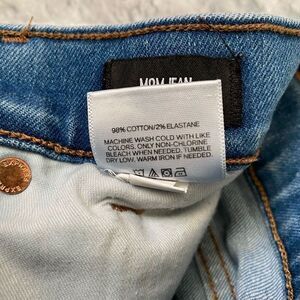 MOM JEAN
98% COTTON/2% ELASTANE
MACHINE WASH COLD WITH LIKE
COLORS. ONLY NON-CHLORINE
BLEACH WHEN NEEDED. TUMBLE
DRY LOW. WARM IRON IF NEEDED.